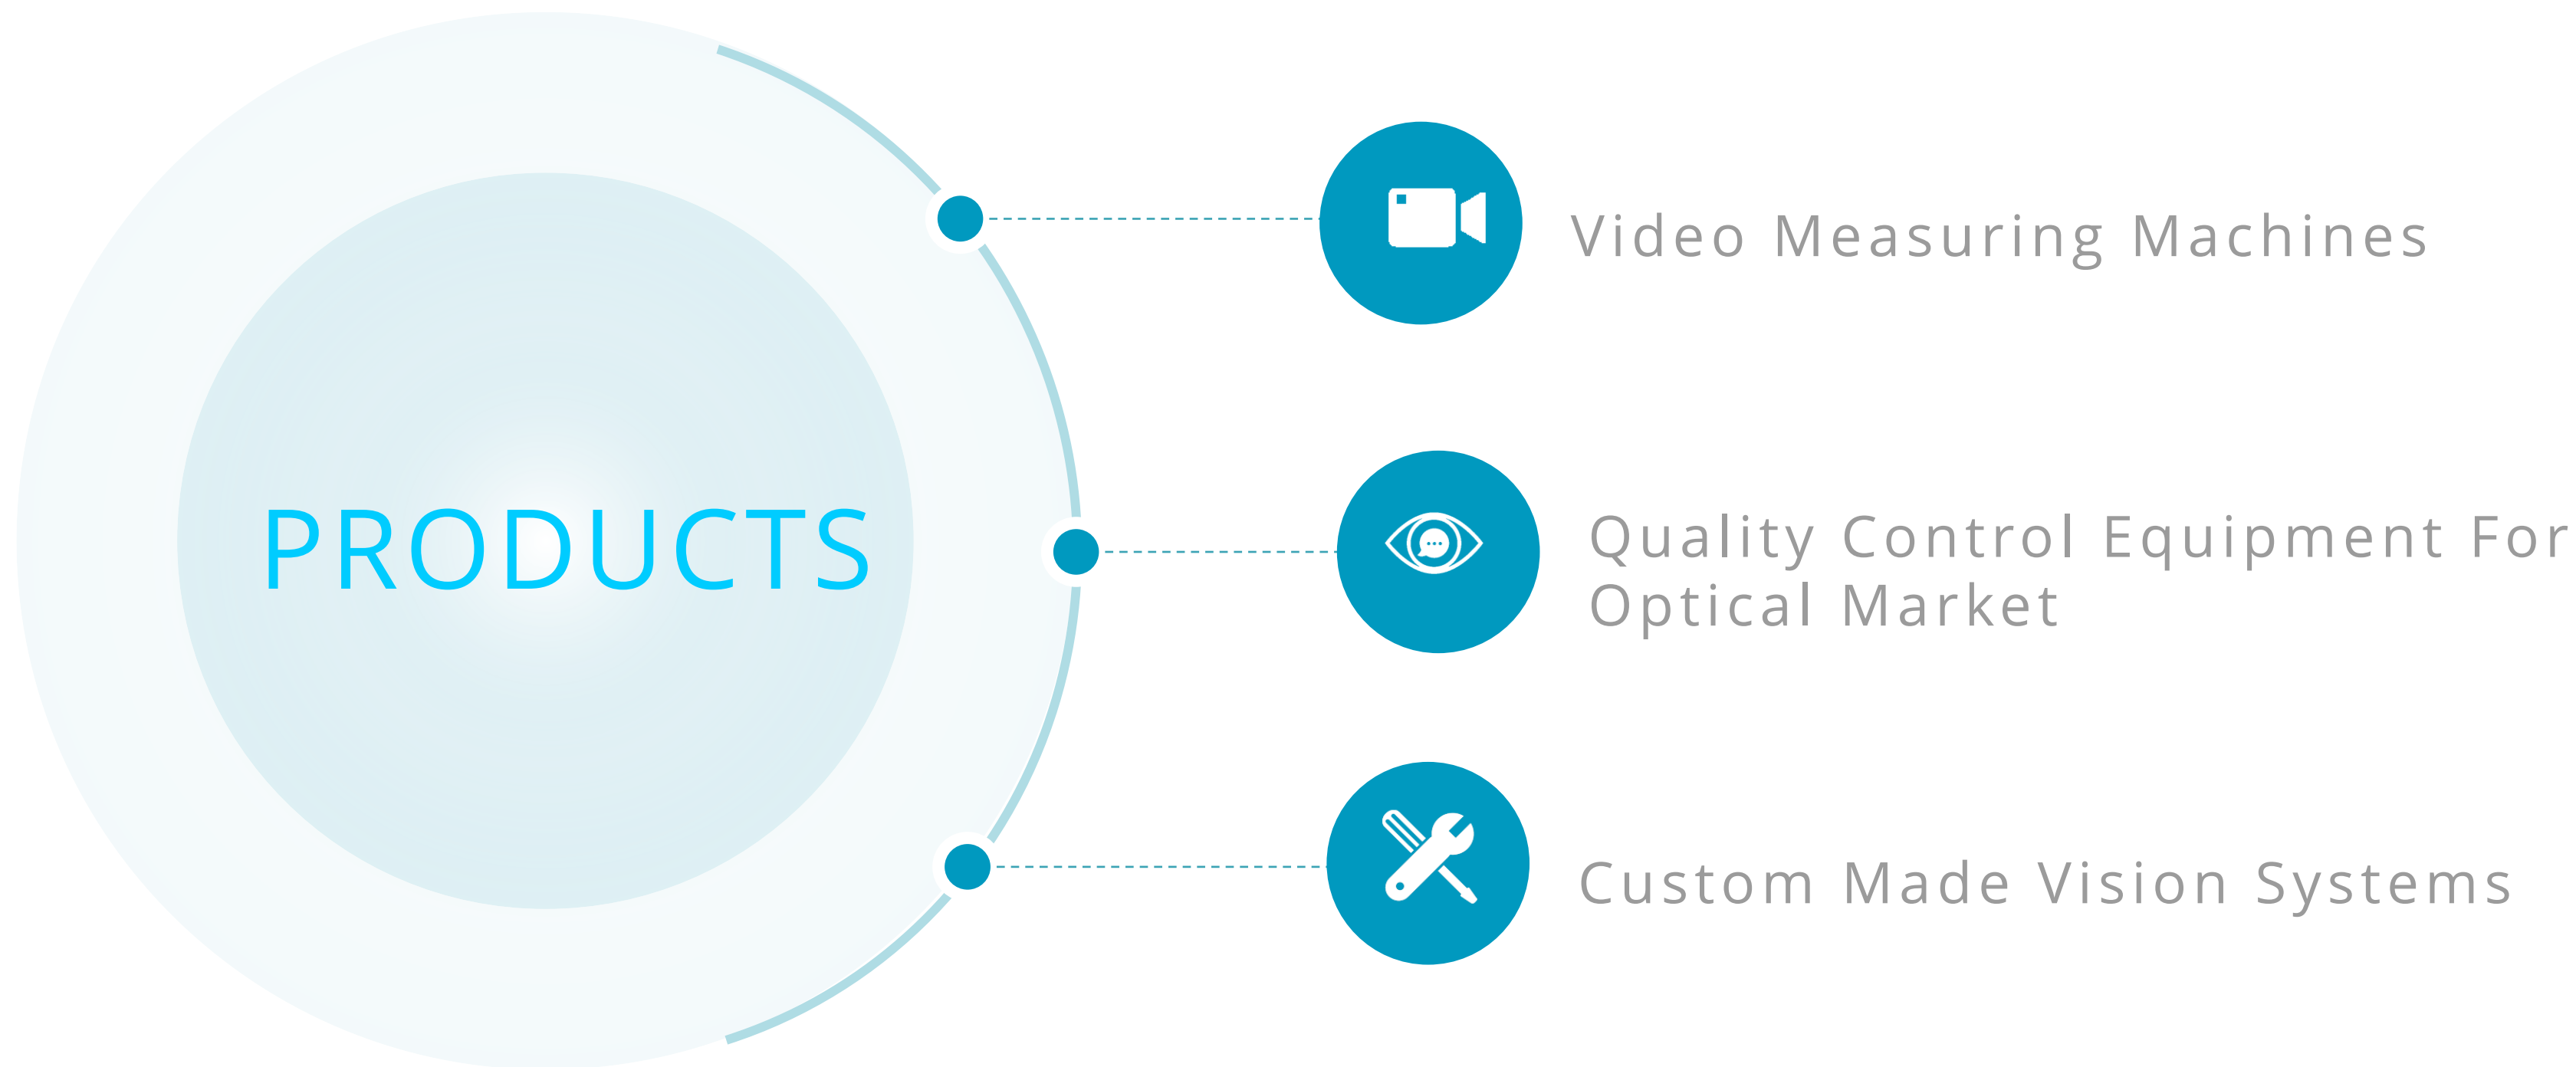 PRODUCTS
Video Measuring Machines
Quality Control Equipment For
Optical Market
Custom Made Vision Systems